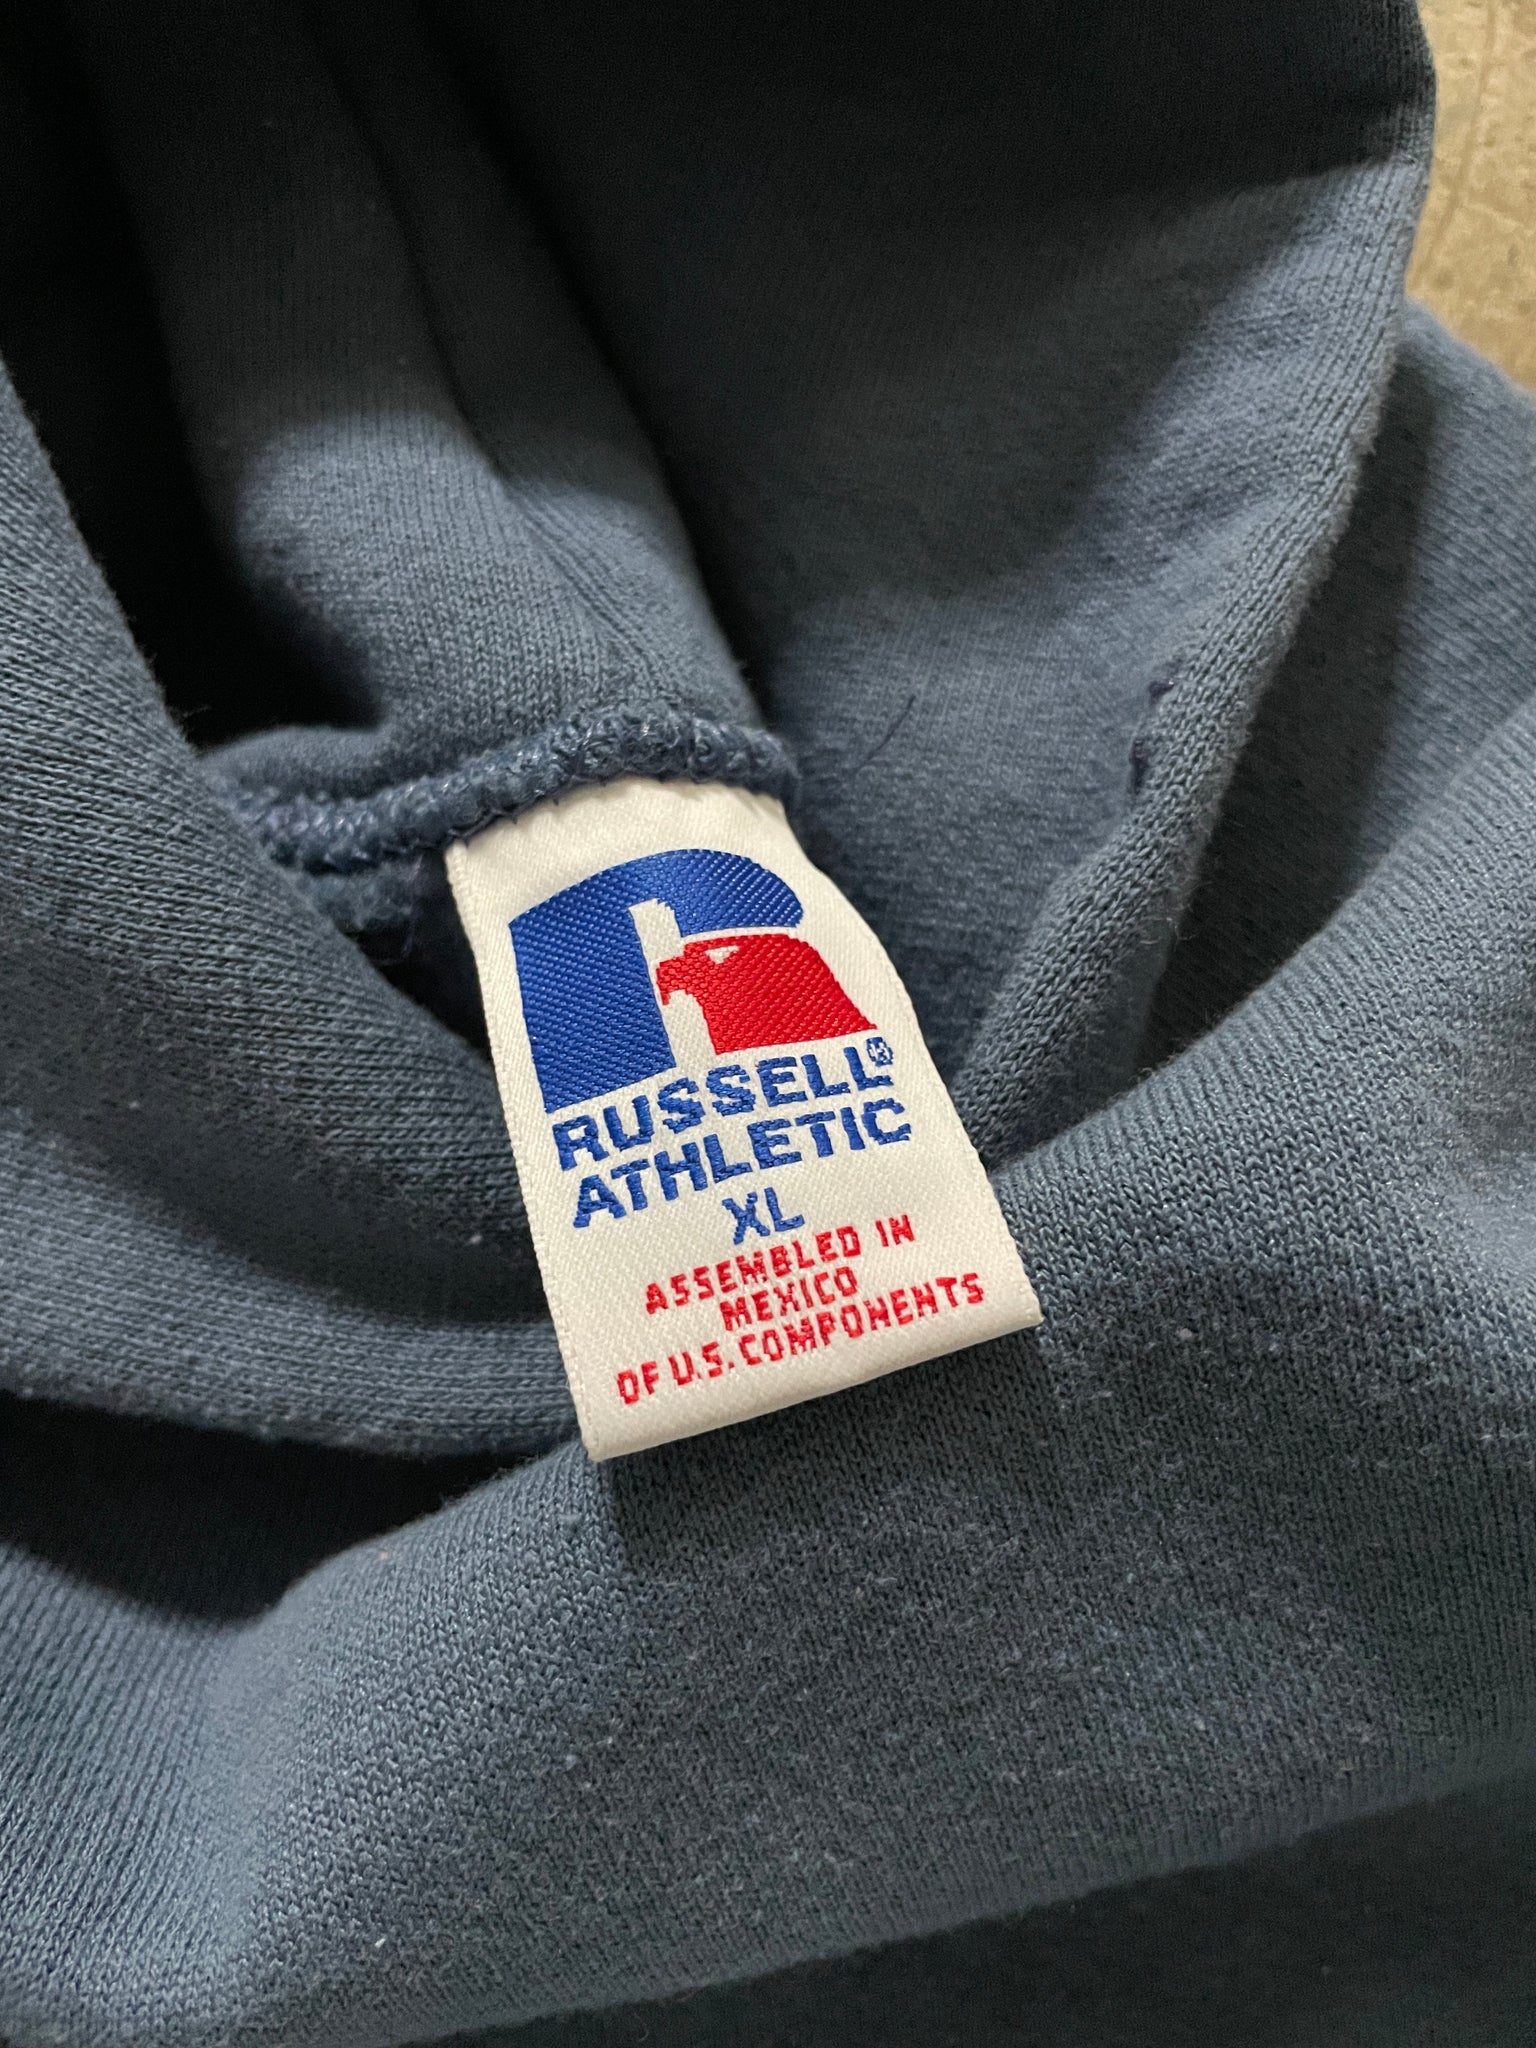 RUSSELL®
ATHLETIC
XL
ASSEMBLED IN
MEXICO
OF U.S. COMPONENTS